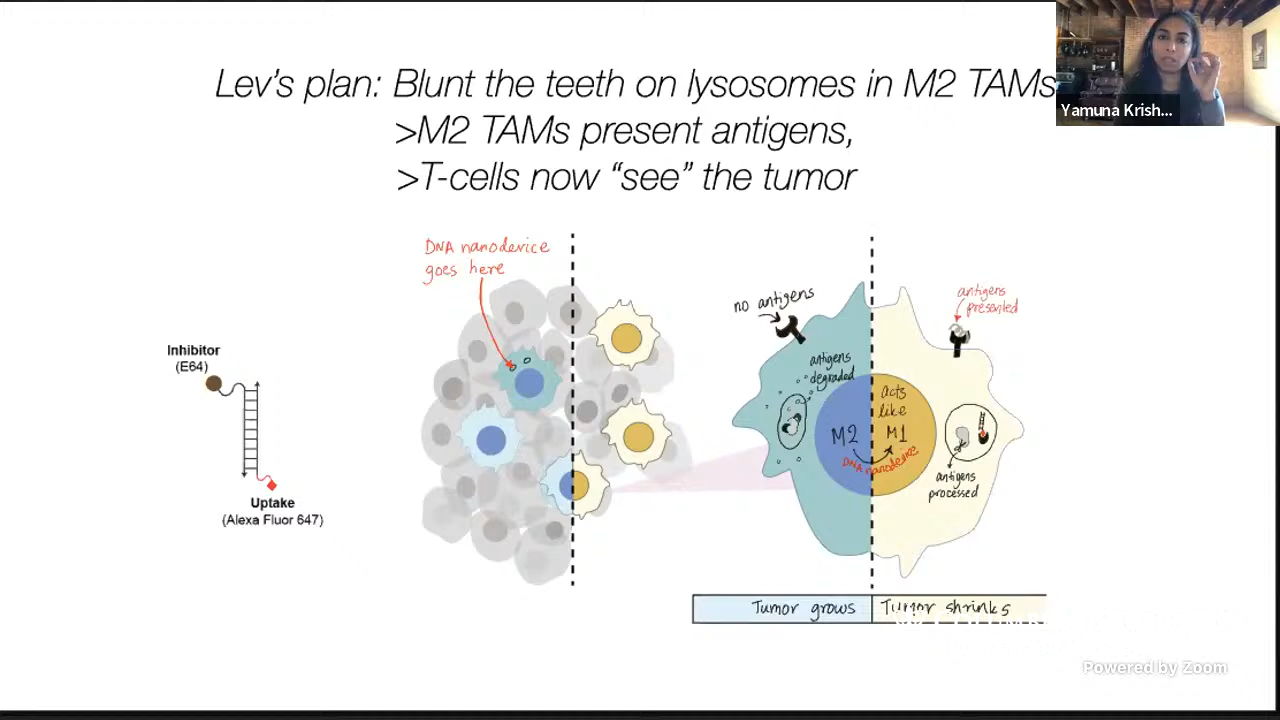 Lev's plan: Blunt the teeth on lysosomes in M2 TAMs
>M2 TAMs present antigens,
>T-cells now "see" the tumor
Yamuna Krish...
DNA nanodevice
goes here
no antigens
antigens
presented
antigens
degraded
Inhibitor
(E64)
acts
like
M2
M1
DNA nanodevice
antigens
processed
Uptake
(Alexa Fluor 647)
Tumor grows
Tumor shrinks
Powered by Zoom